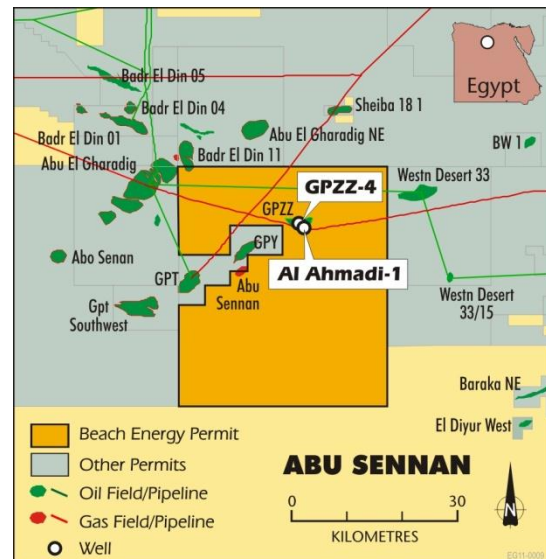 Badr El Din 05
Egypt
Badr El Din 04
Sheiba 18 1
Badr El Din 01
Abu El Gharadig NE
BW 1
Abu El Gharadig
Badr El Din 11
Westn Desert 33
GPZZ-4
GPZZ
GPY
Abo Senan
Al Ahmadi-1
GPT
Abu
Sennan
Westn Desert
33/15
Gpt
Southwest
Baraka NE
El Diyur West
Beach Energy Permit
Other Permits
Oil Field/Pipeline
Gas Field/Pipeline
Well
ABU SENNAN
0
30
KILOMETRES
N
EG11-0009